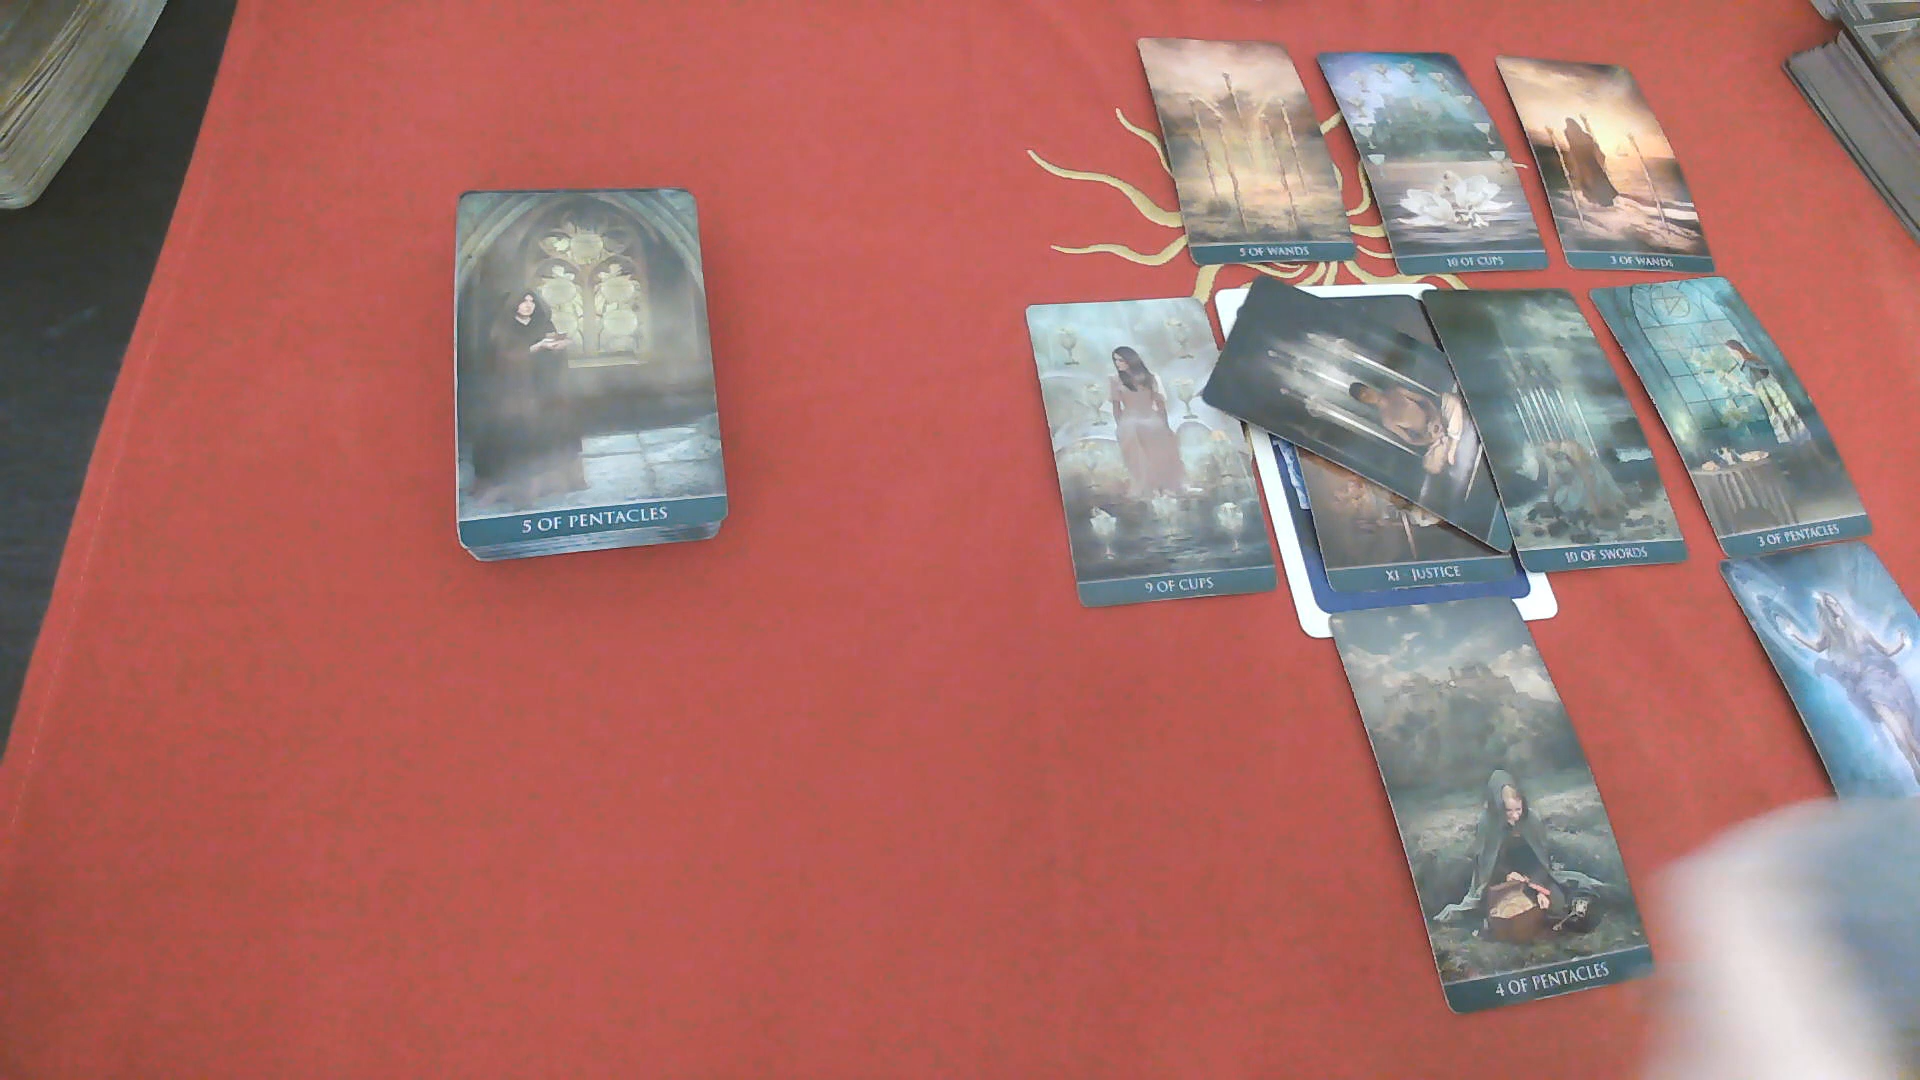 5 OF WANDS
10 OF CUPS
3 OF WANDS
5 OF PENTACLES
9 OF CUPS
XI · JUSTICE
10 OF SWORDS
3 OF PENTACLES
4 OF PENTACLES